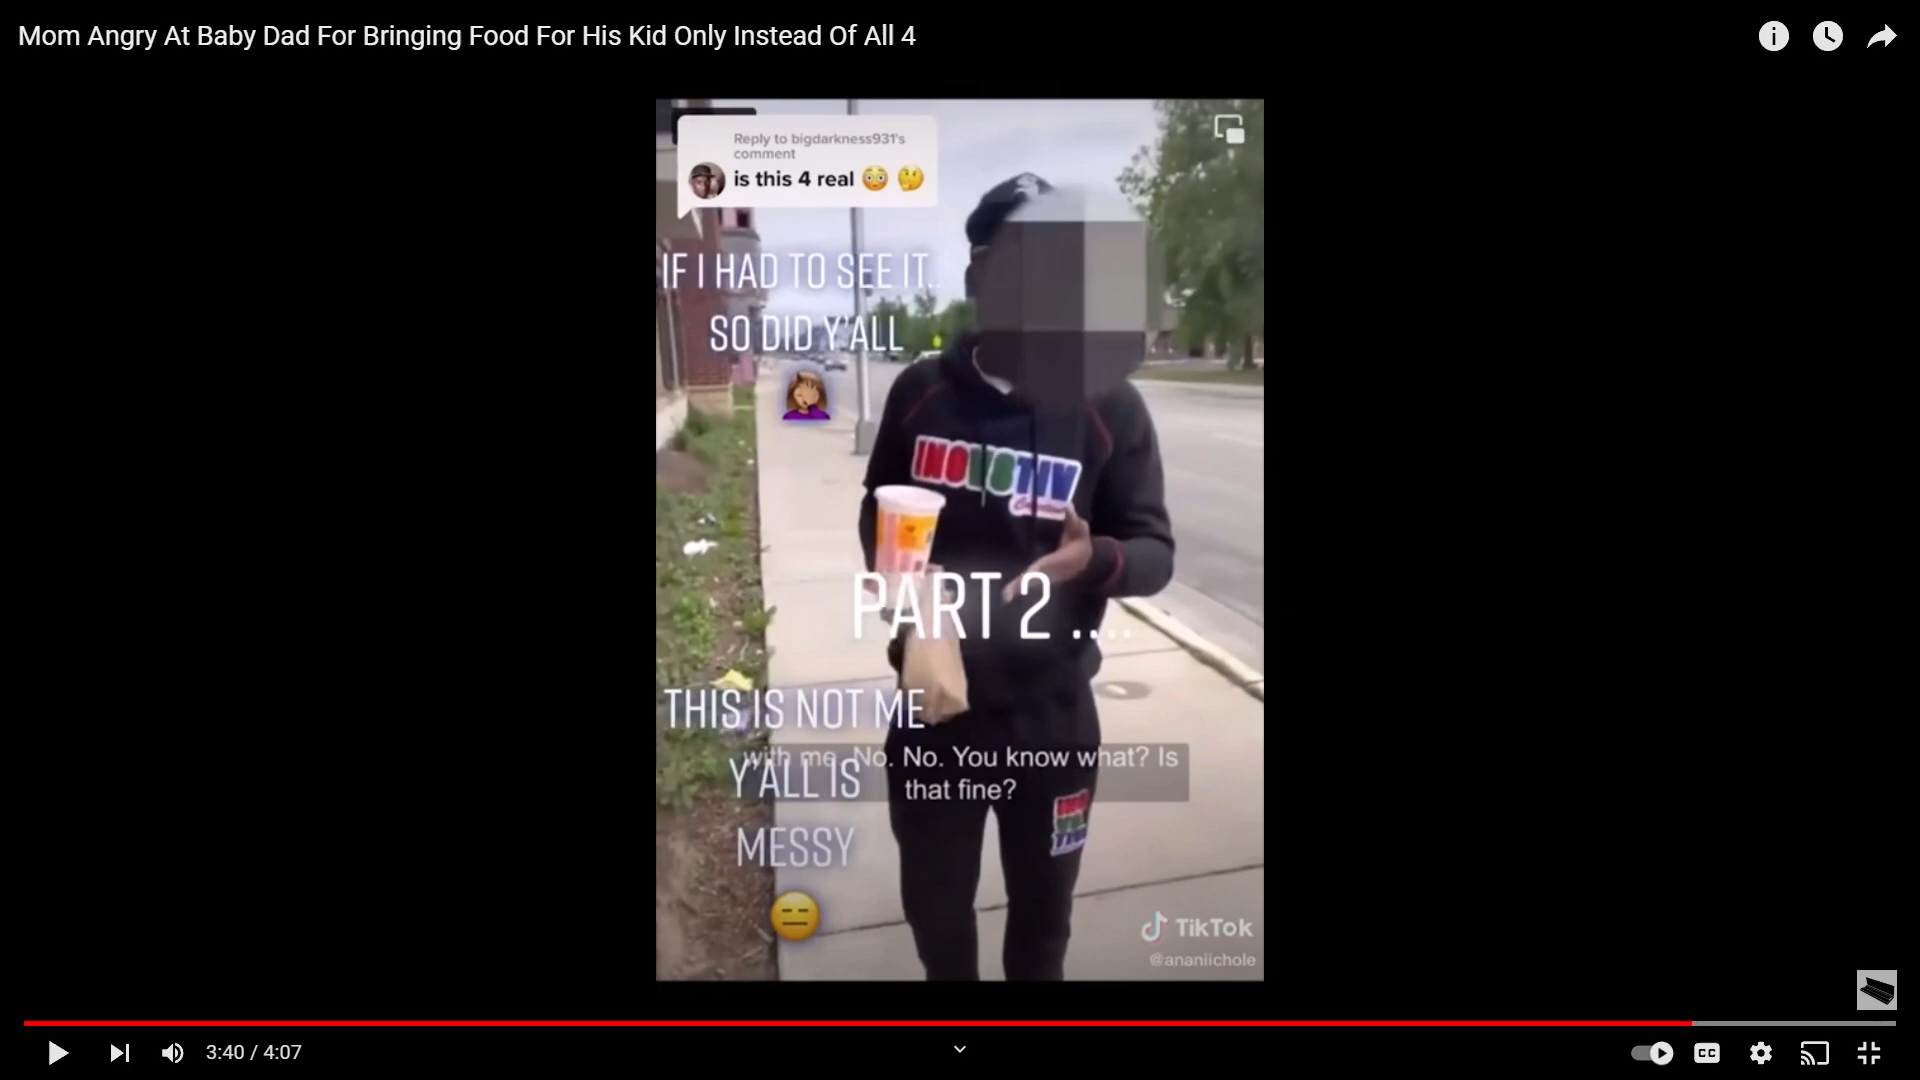 Mom Angry At Baby Dad For Bringing Food For His Kid Only Instead Of All 4
Reply to bigdarkness931's
comment
is this 4 real 😳 🤔
IF I HAD TO SEE IT..
SO DID Y'ALL
🤦🏽‍♀️
INOVOTIV
PART 2 ....
THIS IS NOT ME
with me. No. No. You know what? Is
Y'ALL IS
that fine?
MESSY
😑
TikTok
@ananiichole
3:40 / 4:07
CC